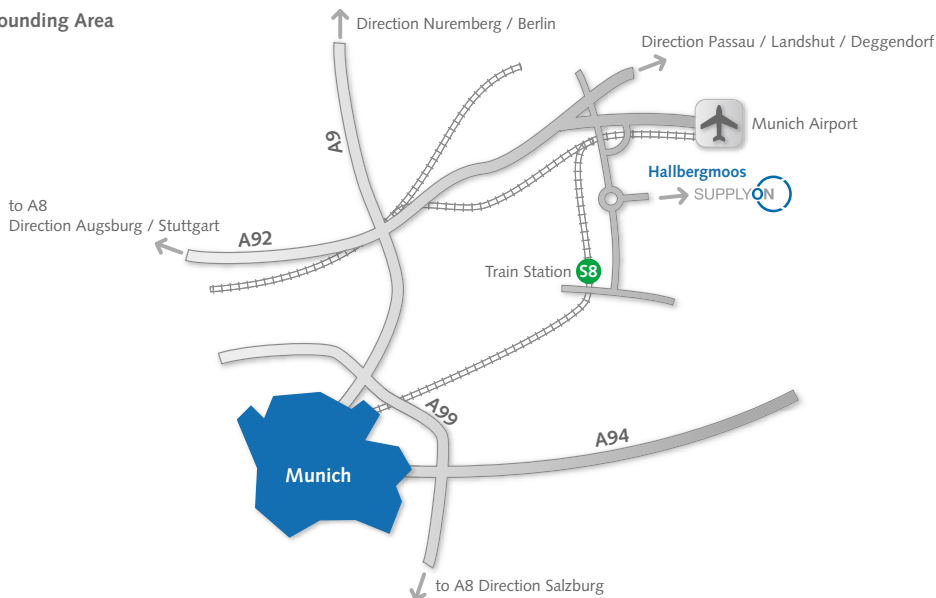 ounding Area
Direction Nuremberg / Berlin
Direction Passau / Landshut / Deggendorf
A9
Munich Airport
Hallbergmoos
SUPPLYON
to A8
Direction Augsburg / Stuttgart
A92
Train Station S8
A99
A94
Munich
to A8 Direction Salzburg